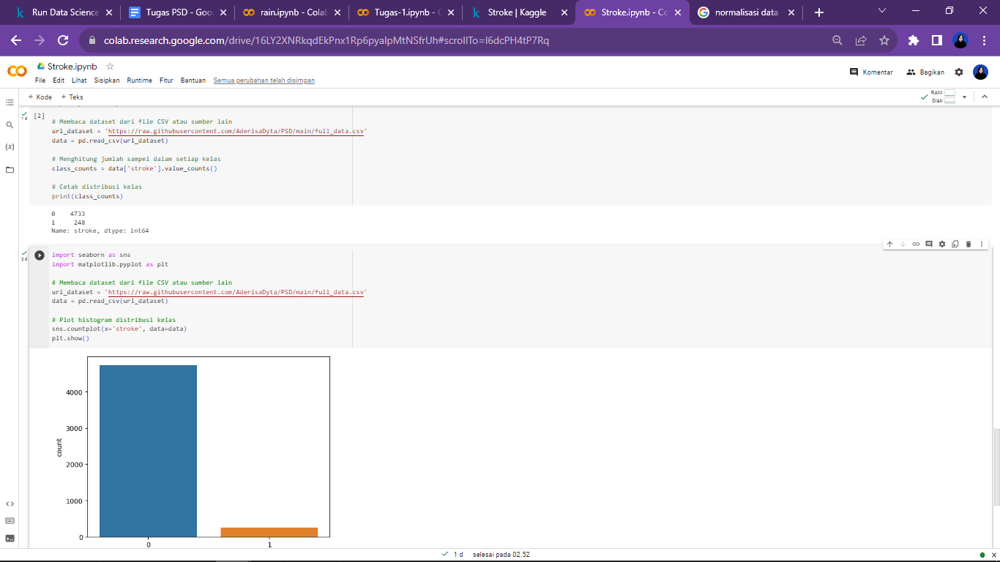 Run Data Science
Tugas PSD - Goo
rain.ipynb - Colab
Tugas-1.ipynb - C
Stroke | Kaggle
Stroke.ipynb - Co
normalisasi data
colab.research.google.com/drive/16LY2XNRkqdEkPnx1Rp6pyaIpMtNSfrUh#scrollTo=I6dcPH4tP7Rq
Stroke.ipynb
File Edit Lihat Sisipkan Runtime Fitur Bantuan Semua perubahan telah disimpan
Komentar
Bagikan
+ Kode + Teks
RAM
Disk
1 d
[2]
# Membaca dataset dari file CSV atau sumber lain
url_dataset = 'https://raw.githubusercontent.com/AderisaDyta/PSD/main/full_data.csv'
data = pd.read_csv(url_dataset)
# Menghitung jumlah sampel dalam setiap kelas
class_counts = data['stroke'].value_counts()
# Cetak distribusi kelas
print(class_counts)
0    4733
1     248
Name: stroke, dtype: int64
2 d
import seaborn as sns
import matplotlib.pyplot as plt
# Membaca dataset dari file CSV atau sumber lain
url_dataset = 'https://raw.githubusercontent.com/AderisaDyta/PSD/main/full_data.csv'
data = pd.read_csv(url_dataset)
# Plot histogram distribusi kelas
sns.countplot(x='stroke', data=data)
plt.show()
4000
3000
2000
1000
0
count
0
1
1 d selesai pada 02.52